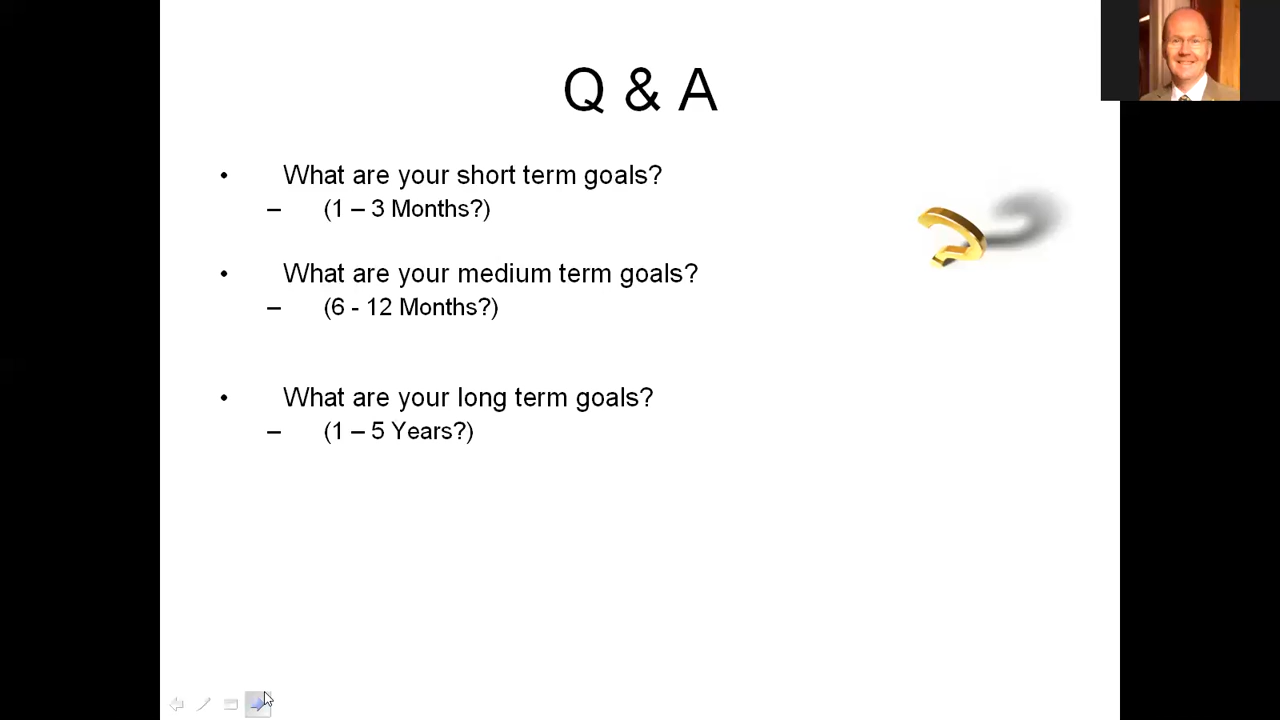 Q & A
• What are your short term goals?
– (1 – 3 Months?)
• What are your medium term goals?
– (6 - 12 Months?)
• What are your long term goals?
– (1 – 5 Years?)